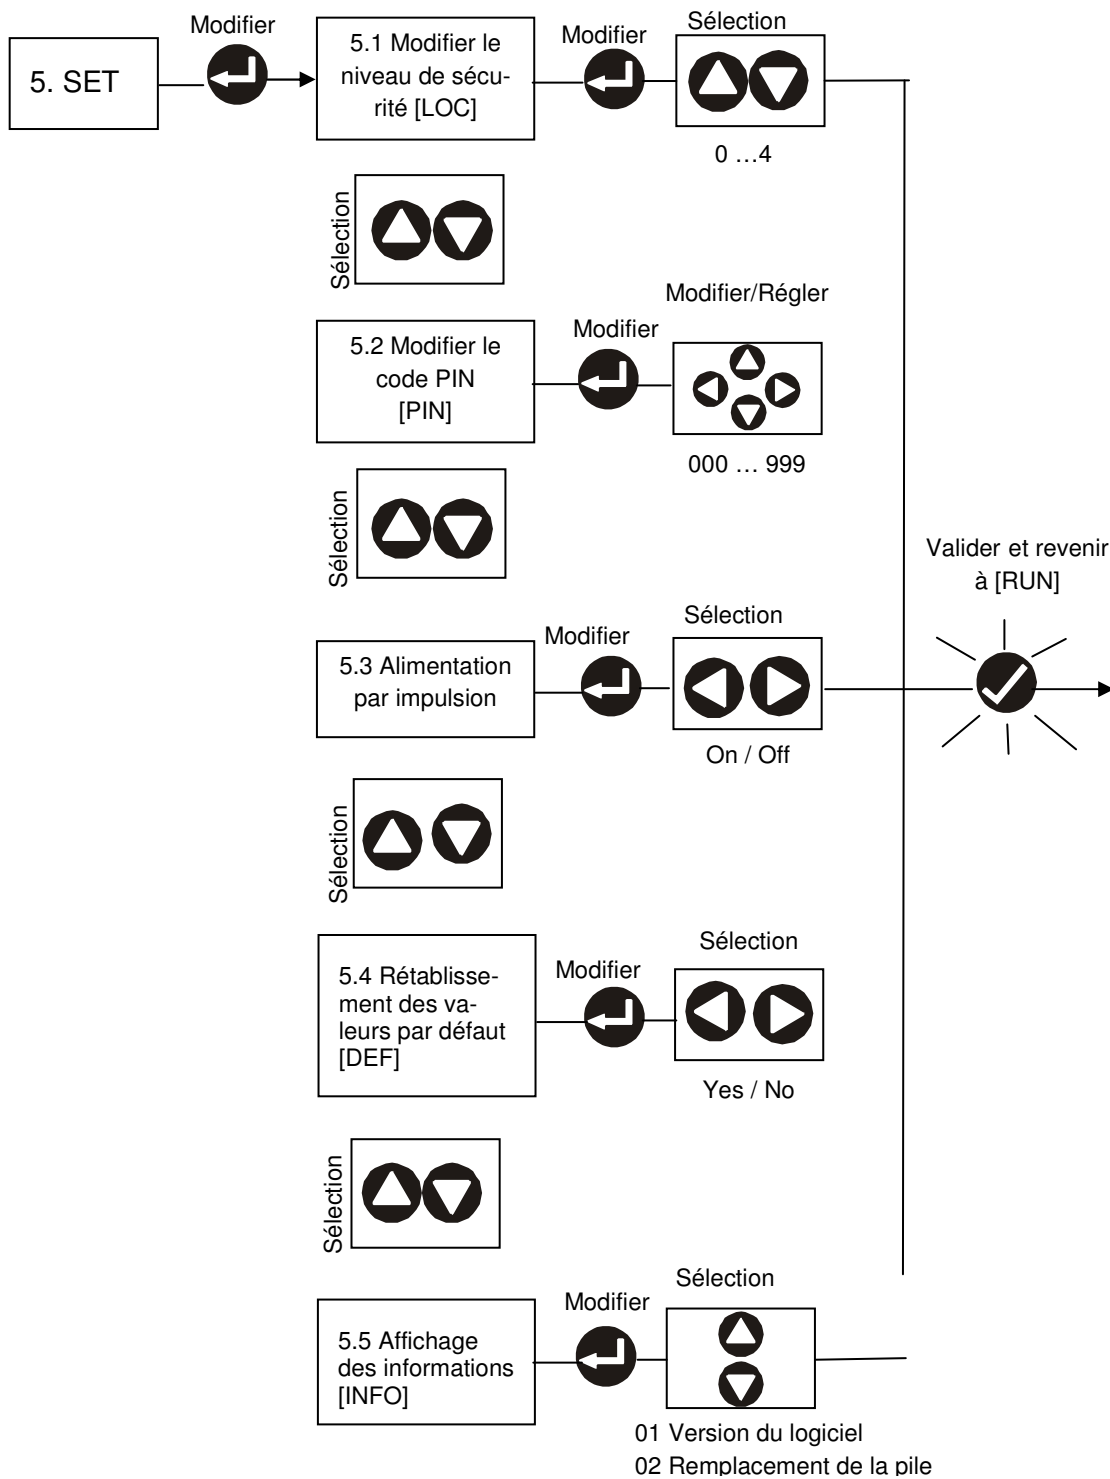 Modifier
Sélection
5. SET
5.1 Modifier le
niveau de sécu-
rité [LOC]
Modifier
0 …4
Sélection
Modifier/Régler
5.2 Modifier le
code PIN
[PIN]
Modifier
000 … 999
Sélection
Valider et revenir
à [RUN]
Sélection
5.3 Alimentation
par impulsion
Modifier
On / Off
Sélection
Sélection
5.4 Rétablisse-
ment des va-
leurs par défaut
[DEF]
Modifier
Yes / No
Sélection
Sélection
5.5 Affichage
des informations
[INFO]
Modifier
01 Version du logiciel
02 Remplacement de la pile